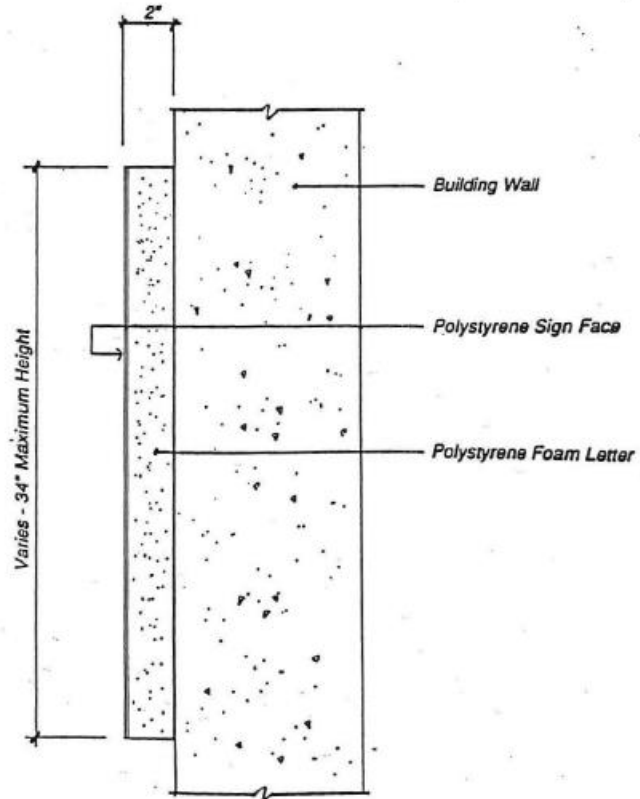 2"
Building Wall
Polystyrene Sign Face
Varies - 34" Maximum Height
Polystyrene Foam Letter